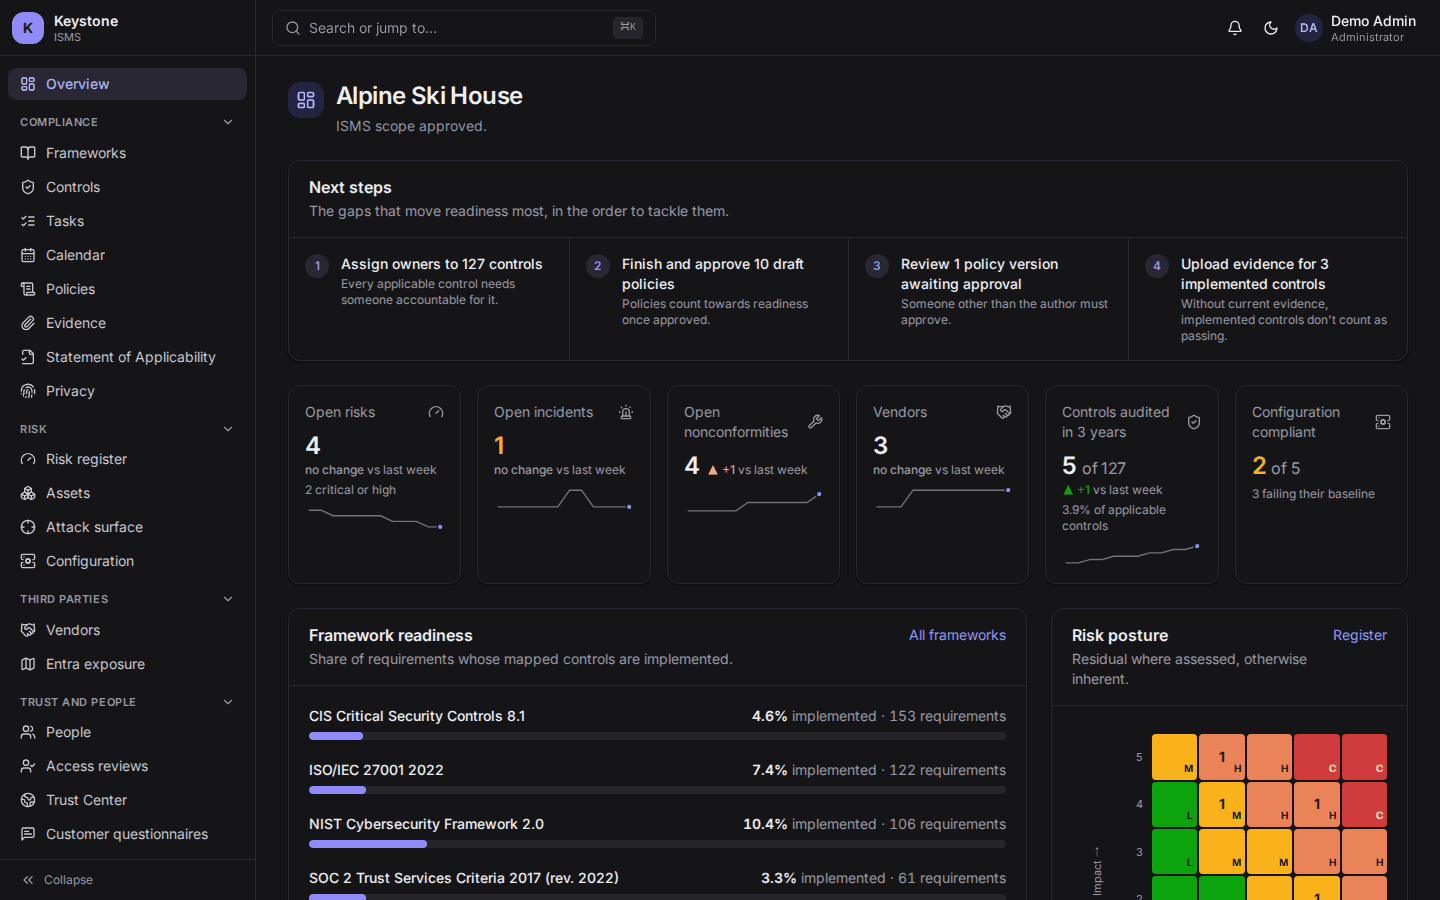 K
Keystone
ISMS
Search or jump to...
⌘K
DA
Demo Admin
Administrator
Overview
COMPLIANCE
Frameworks
Controls
Tasks
Calendar
Policies
Evidence
Statement of Applicability
Privacy
RISK
Risk register
Assets
Attack surface
Configuration
THIRD PARTIES
Vendors
Entra exposure
TRUST AND PEOPLE
People
Access reviews
Trust Center
Customer questionnaires
Collapse
Alpine Ski House
ISMS scope approved.
Next steps
The gaps that move readiness most, in the order to tackle them.
1
Assign owners to 127 controls
Every applicable control needs
someone accountable for it.
2
Finish and approve 10 draft
policies
Policies count towards readiness
once approved.
3
Review 1 policy version
awaiting approval
Someone other than the author must
approve.
4
Upload evidence for 3
implemented controls
Without current evidence,
implemented controls don't count as
passing.
Open risks
4
no change vs last week
2 critical or high
Open incidents
1
no change vs last week
Open
nonconformities
4 ▲ +1 vs last week
Vendors
3
no change vs last week
Controls audited
in 3 years
5 of 127
▲ +1 vs last week
3.9% of applicable
controls
Configuration
compliant
2 of 5
3 failing their baseline
Framework readiness
All frameworks
Share of requirements whose mapped controls are implemented.
CIS Critical Security Controls 8.1
4.6% implemented · 153 requirements
ISO/IEC 27001 2022
7.4% implemented · 122 requirements
NIST Cybersecurity Framework 2.0
10.4% implemented · 106 requirements
SOC 2 Trust Services Criteria 2017 (rev. 2022)
3.3% implemented · 61 requirements
Risk posture
Register
Residual where assessed, otherwise
inherent.
Impact →
5 M 1 H H C C
4 L 1 M H 1 H C
3 L M M H H
2 1